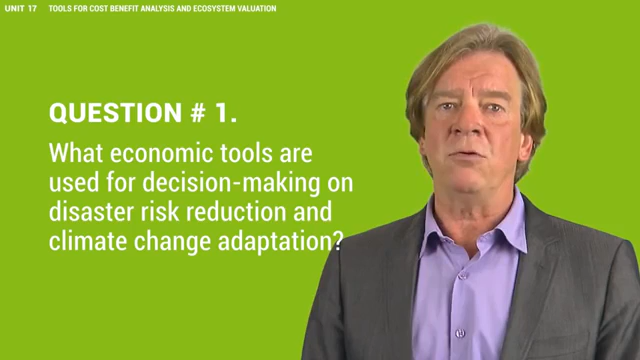 UNIT 17 TOOLS FOR COST BENEFIT ANALYSIS AND ECOSYSTEM VALUATION
QUESTION # 1.
What economic tools are
used for decision-making on
disaster risk reduction and
climate change adaptation?